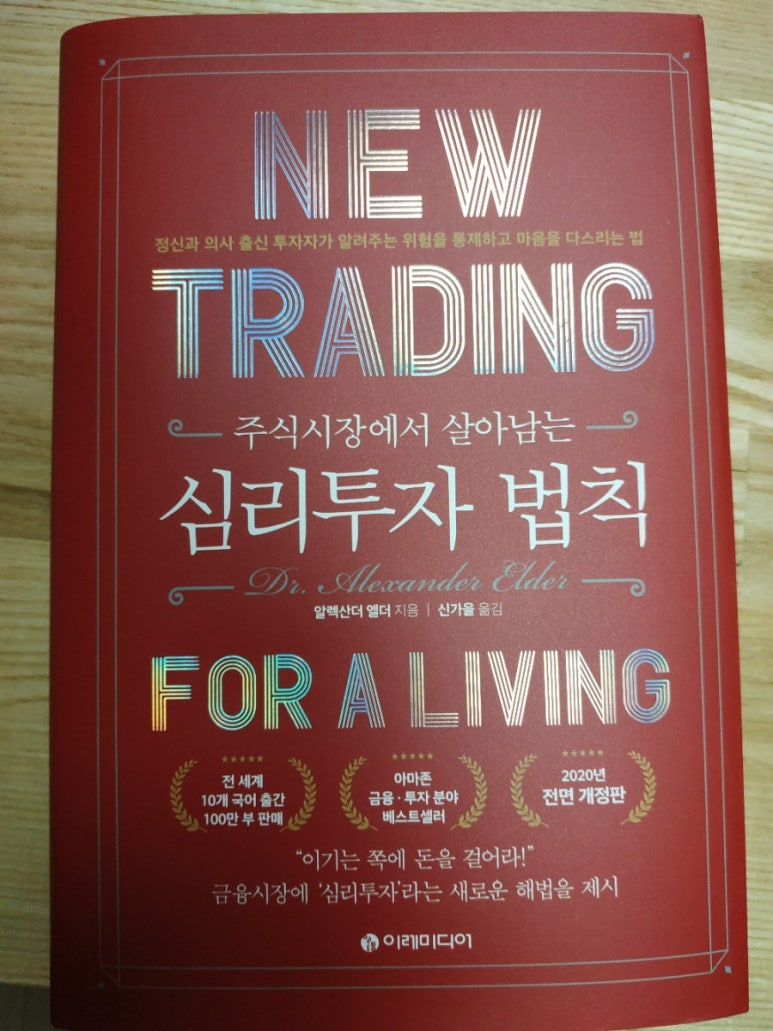 NEW
정신과 의사 출신 투자자가 알려주는 위험을 통제하고 마음을 다스리는 법
TRADING
주식시장에서 살아남는
심리투자 법칙
Dr. Alexander Elder
알렉산더 엘더 지음 | 신가을 옮김
FOR A LIVING
전 세계
10개 국어 출간
100만 부 판매
아마존
금융·투자 분야
베스트셀러
2020년
전면 개정판
“이기는 쪽에 돈을 걸어라!”
금융시장에 ‘심리투자’라는 새로운 해법을 제시
이레미디어